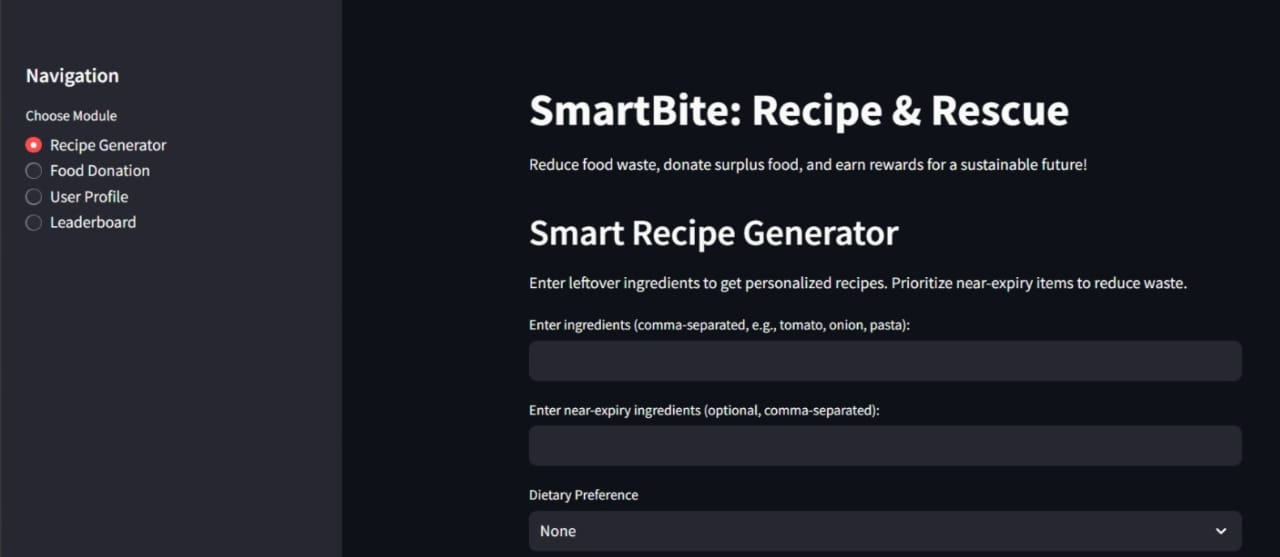 Navigation
Choose Module
Recipe Generator
Food Donation
User Profile
Leaderboard
SmartBite: Recipe & Rescue
Reduce food waste, donate surplus food, and earn rewards for a sustainable future!
Smart Recipe Generator
Enter leftover ingredients to get personalized recipes. Prioritize near-expiry items to reduce waste.
Enter ingredients (comma-separated, e.g., tomato, onion, pasta):
Enter near-expiry ingredients (optional, comma-separated):
Dietary Preference
None